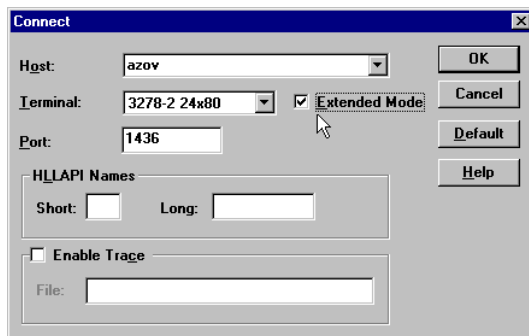 Connect
Host: azov OK
Terminal: 3278-2 24x80 Extended Mode Cancel
Port: 1436 Default
HLLAPI Names Help
Short: Long:
Enable Trace
File: